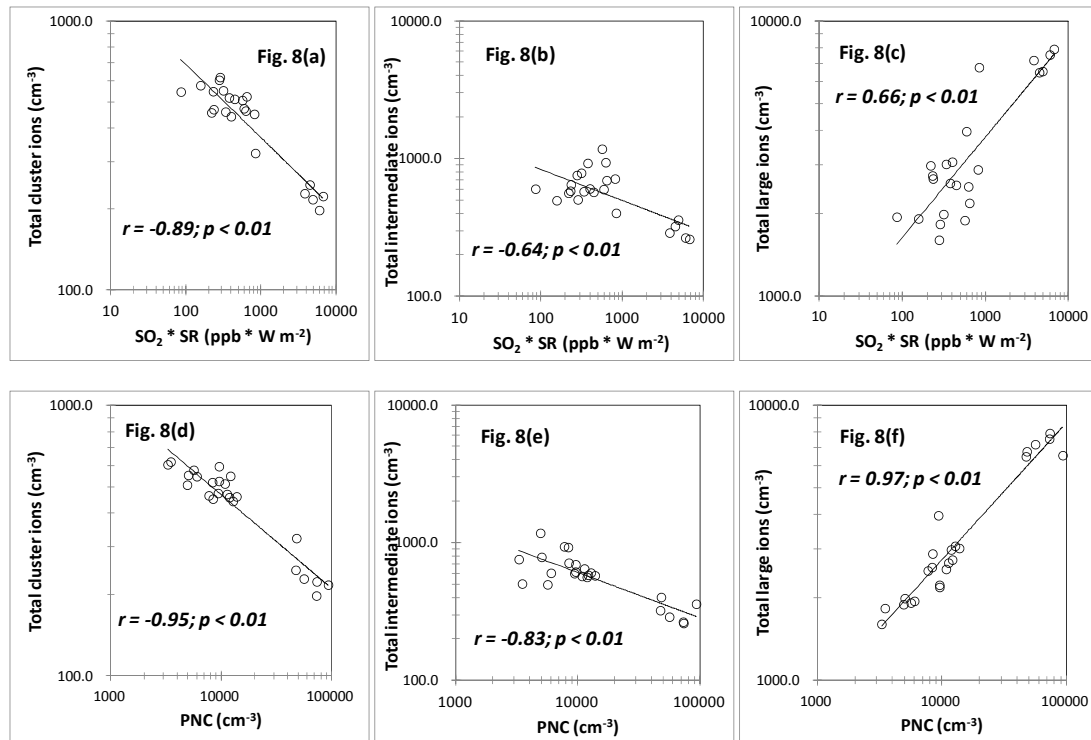 1000.0
Fig. 8(a)
Total cluster ions (cm-3)
r = -0.89; p < 0.01
100.0
10 100 1000 10000
SO2 * SR (ppb * W m-2)
10000.0
Fig. 8(b)
Total intermediate ions (cm-3)
1000.0
r = -0.64; p < 0.01
100.0
10 100 1000 10000
SO2 * SR (ppb * W m-2)
10000.0
Fig. 8(c)
r = 0.66; p < 0.01
Total large ions (cm-3)
1000.0
10 100 1000 10000
SO2 * SR (ppb * W m-2)
1000.0
Fig. 8(d)
Total cluster ions (cm-3)
r = -0.95; p < 0.01
100.0
1000 10000 100000
PNC (cm-3)
10000.0
Fig. 8(e)
Total intermediate ions (cm-3)
1000.0
r = -0.83; p < 0.01
100.0
1000 10000 100000
PNC (cm-3)
10000.0
Fig. 8(f)
r = 0.97; p < 0.01
Total large ions (cm-3)
1000.0
1000 10000 100000
PNC (cm-3)